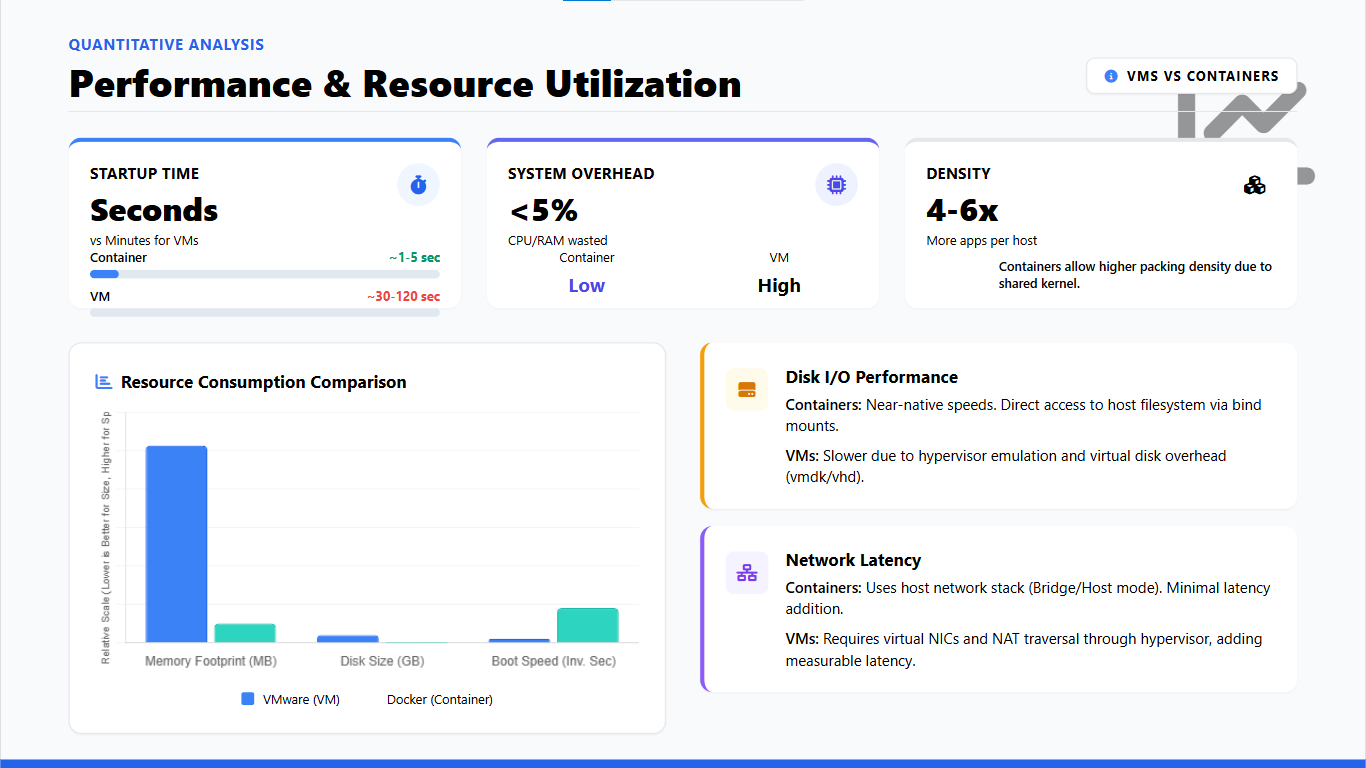 QUANTITATIVE ANALYSIS
Performance & Resource Utilization
VMS VS CONTAINERS
STARTUP TIME
Seconds
vs Minutes for VMs
Container
~1-5 sec
VM
~30-120 sec
SYSTEM OVERHEAD
<5%
CPU/RAM wasted
Container
VM
Low
High
DENSITY
4-6x
More apps per host
Containers allow higher packing density due to
shared kernel.
Resource Consumption Comparison
Relative Scale (Lower is Better for Size, Higher for Sp
Memory Footprint (MB)
Disk Size (GB)
Boot Speed (Inv. Sec)
VMware (VM)
Docker (Container)
Disk I/O Performance
Containers: Near-native speeds. Direct access to host filesystem via bind
mounts.
VMs: Slower due to hypervisor emulation and virtual disk overhead
(vmdk/vhd).
Network Latency
Containers: Uses host network stack (Bridge/Host mode). Minimal latency
addition.
VMs: Requires virtual NICs and NAT traversal through hypervisor, adding
measurable latency.